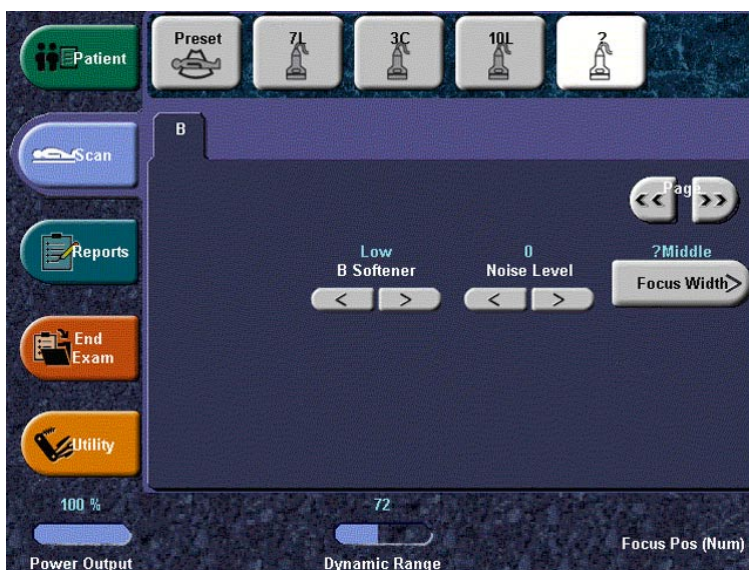 Patient
Preset
7L
3C
10L
?
Scan
B
Page
<< >>
Reports
Low
0
?Middle
B Softener
Noise Level
Focus Width >
< >
< >
End
Exam
Utility
100 %
72
Power Output
Dynamic Range
Focus Pos (Num)